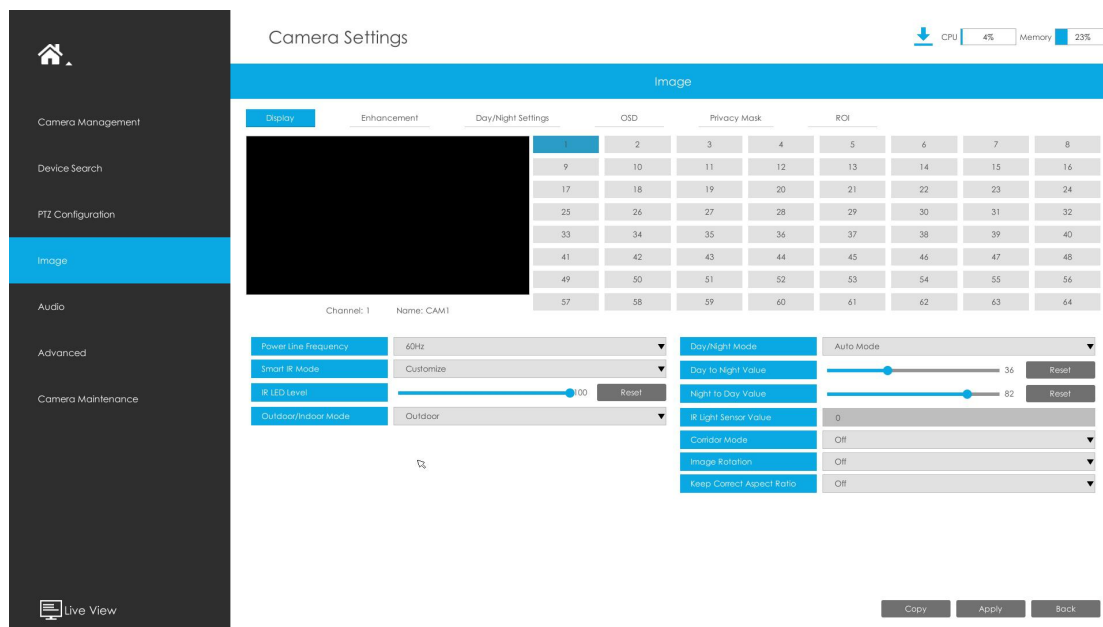 Camera Settings
CPU 4% Memory 23%
Image
Camera Management
Device Search
PTZ Configuration
Image
Audio
Advanced
Camera Maintenance
Live View
Display Enhancement Day/Night Settings OSD Privacy Mask ROI
1 2 3 4 5 6 7 8
9 10 11 12 13 14 15 16
17 18 19 20 21 22 23 24
25 26 27 28 29 30 31 32
33 34 35 36 37 38 39 40
41 42 43 44 45 46 47 48
49 50 51 52 53 54 55 56
57 58 59 60 61 62 63 64
Channel: 1 Name: CAM1
Power Line Frequency 60Hz
Smart IR Mode Customize
IR LED Level 100 Reset
Outdoor/Indoor Mode Outdoor
Day/Night Mode Auto Mode
Day to Night Value 36 Reset
Night to Day Value 82 Reset
IR Light Sensor Value 0
Corridor Mode Off
Image Rotation Off
Keep Correct Aspect Ratio Off
Copy Apply Back